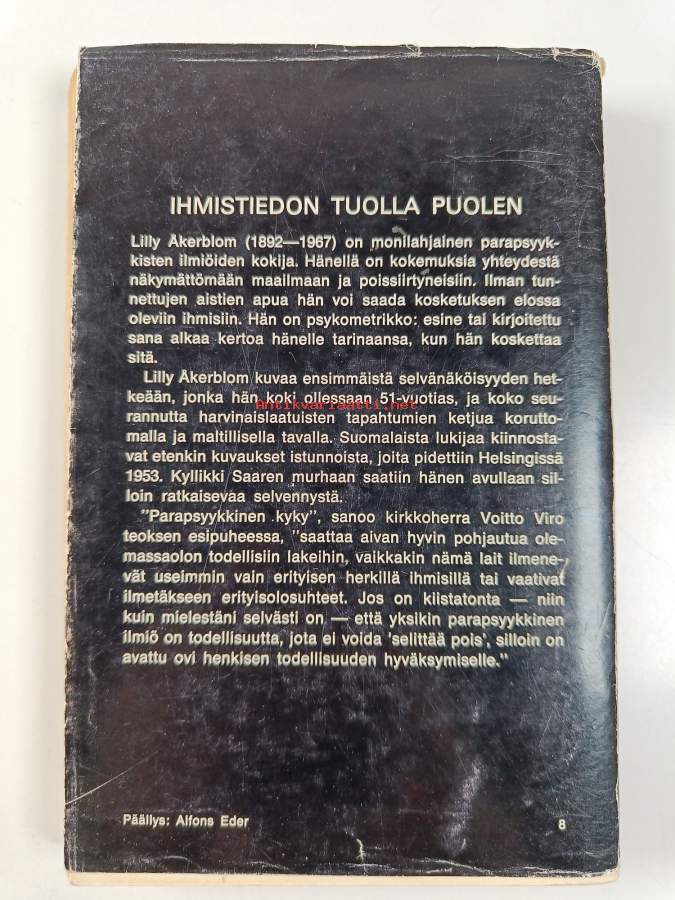 IHMISTIEDON TUOLLA PUOLEN
Lilly Åkerblom (1892—1967) on monilahjainen parapsyyk-
kisten ilmiöiden kokija. Hänellä on kokemuksia yhteydestä
näkymättömään maailmaan ja poissiirtyneisiin. Ilman tun-
nettujen aistien apua hän voi saada kosketuksen elossa
oleviin ihmisiin. Hän on psykometrikko: esine tai kirjoitettu
sana alkaa kertoa hänelle tarinaansa, kun hän koskettaa
sitä.
Lilly Åkerblom kuvaa ensimmäistä selvänäköisyyden het-
keään, jonka hän koki ollessaan 51-vuotias, ja koko seu-
Antikvariaatti.net
rannutta harvinaislaatuisten tapahtumien ketjua korutto-
malla ja maltillisella tavalla. Suomalaista lukijaa kiinnosta-
vat etenkin kuvaukset istunnoista, joita pidettiin Helsingissä
1953. Kyllikki Saaren murhaan saatiin hänen avullaan sil-
loin ratkaisevaa selvennystä.
"Parapsyykkinen kyky", sanoo kirkkoherra Voitto Viro
teoksen esipuheessa, "saattaa aivan hyvin pohjautua ole-
massaolon todellisiin lakeihin, vaikkakin nämä lait ilmene-
vät useimmin vain erityisen herkillä ihmisillä tai vaativat
ilmetäkseen erityisolosuhteet. Jos on kiistatonta — niin
kuin mielestäni selvästi on — että yksikin parapsyykkinen
ilmiö on todellisuutta, jota ei voida 'selittää pois', silloin on
avattu ovi henkisen todellisuuden hyväksymiselle."
Päällys: Alfons Eder
8